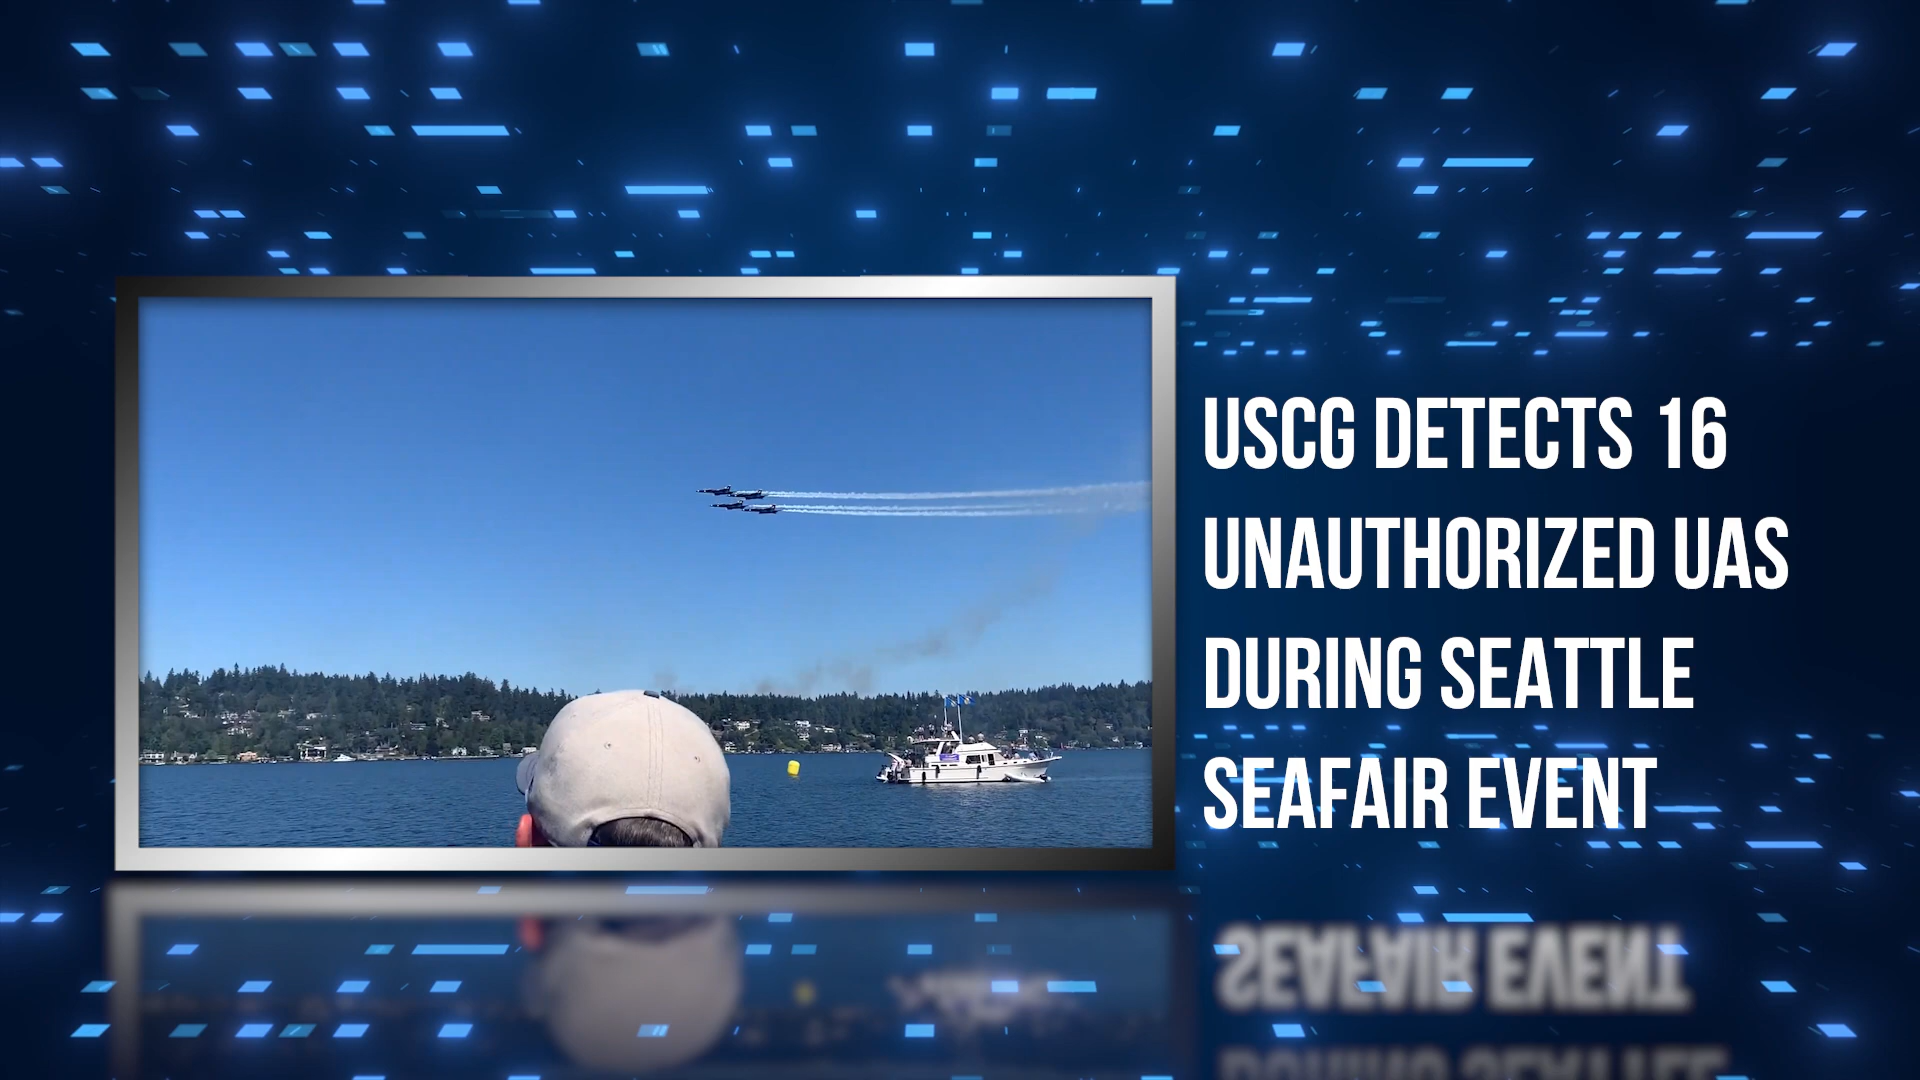 USCG DETECTS 16
UNAUTHORIZED UAS
DURING SEATTLE
SEAFAIR EVENT